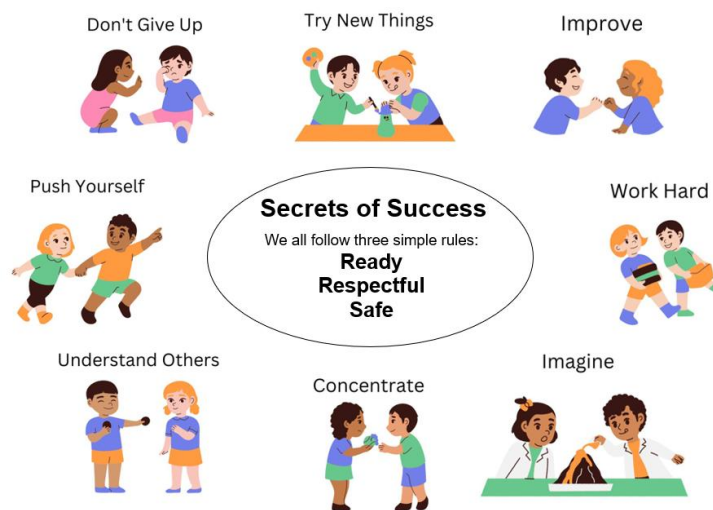 Don't Give Up
Try New Things
Improve
Push Yourself
Secrets of Success
We all follow three simple rules:
Ready
Respectful
Safe
Work Hard
Understand Others
Concentrate
Imagine